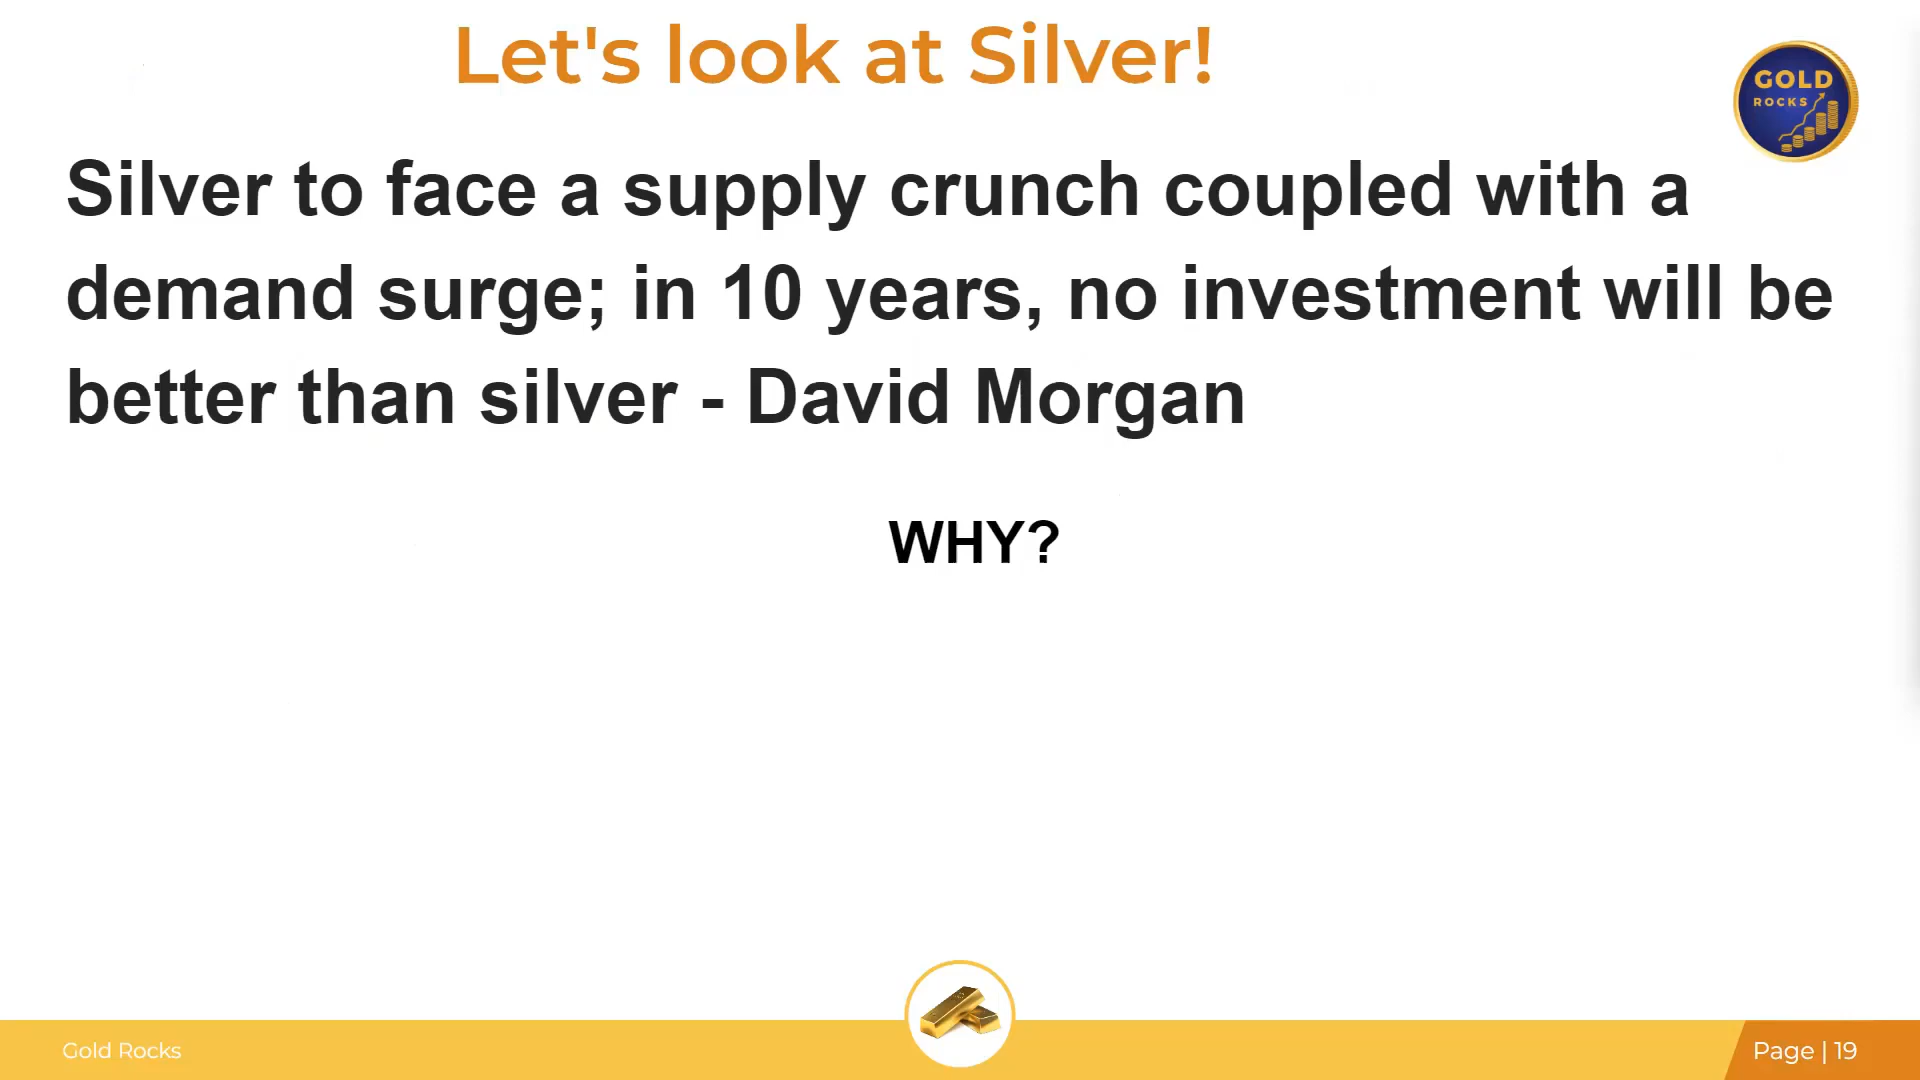 Let's look at Silver!
GOLD
ROCKS
Silver to face a supply crunch coupled with a
demand surge; in 10 years, no investment will be
better than silver - David Morgan
WHY?
Gold Rocks
Page | 19